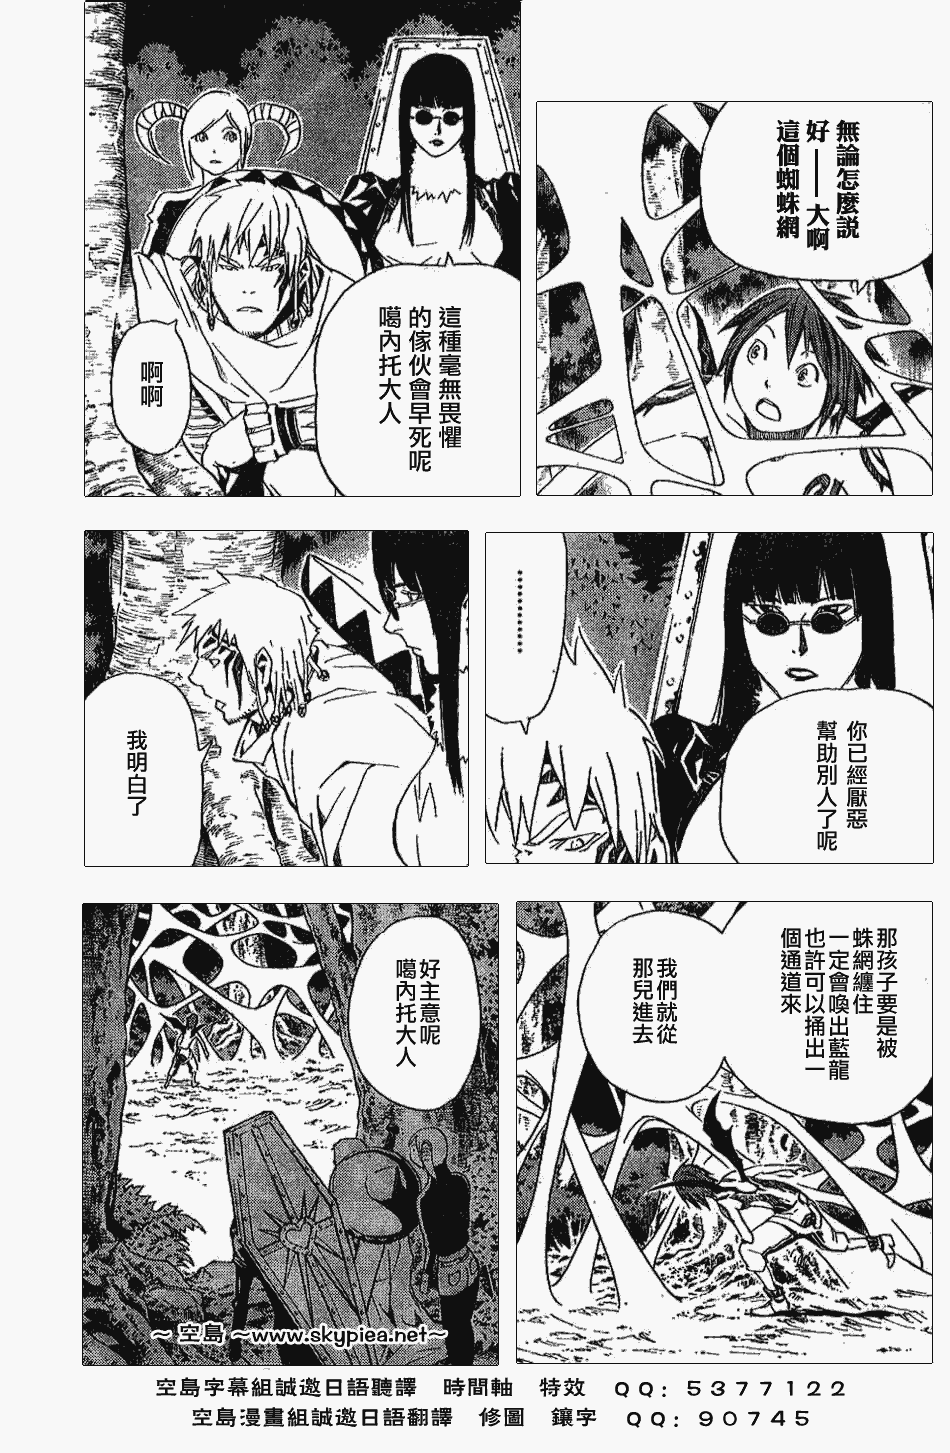 無論怎麼説
好——大啊
這個蜘蛛網
這種毫無畏懼
的傢伙會早死呢
噶內托大人
啊啊
你已經厭惡
幫助別人了呢
…………
我明白了
那孩子要是被
蛛網纏住
一定會喚出藍龍
也許可以捅出一
個通道來
我們就從
那兒進去
好主意呢
噶內托大人
～ 空島 ～www.skypiea.net～
空島字幕組誠邀日語聽譯 時間軸 特效 QQ: 5377122
空島漫畫組誠邀日語翻譯 修圖 鑲字 QQ: 90745